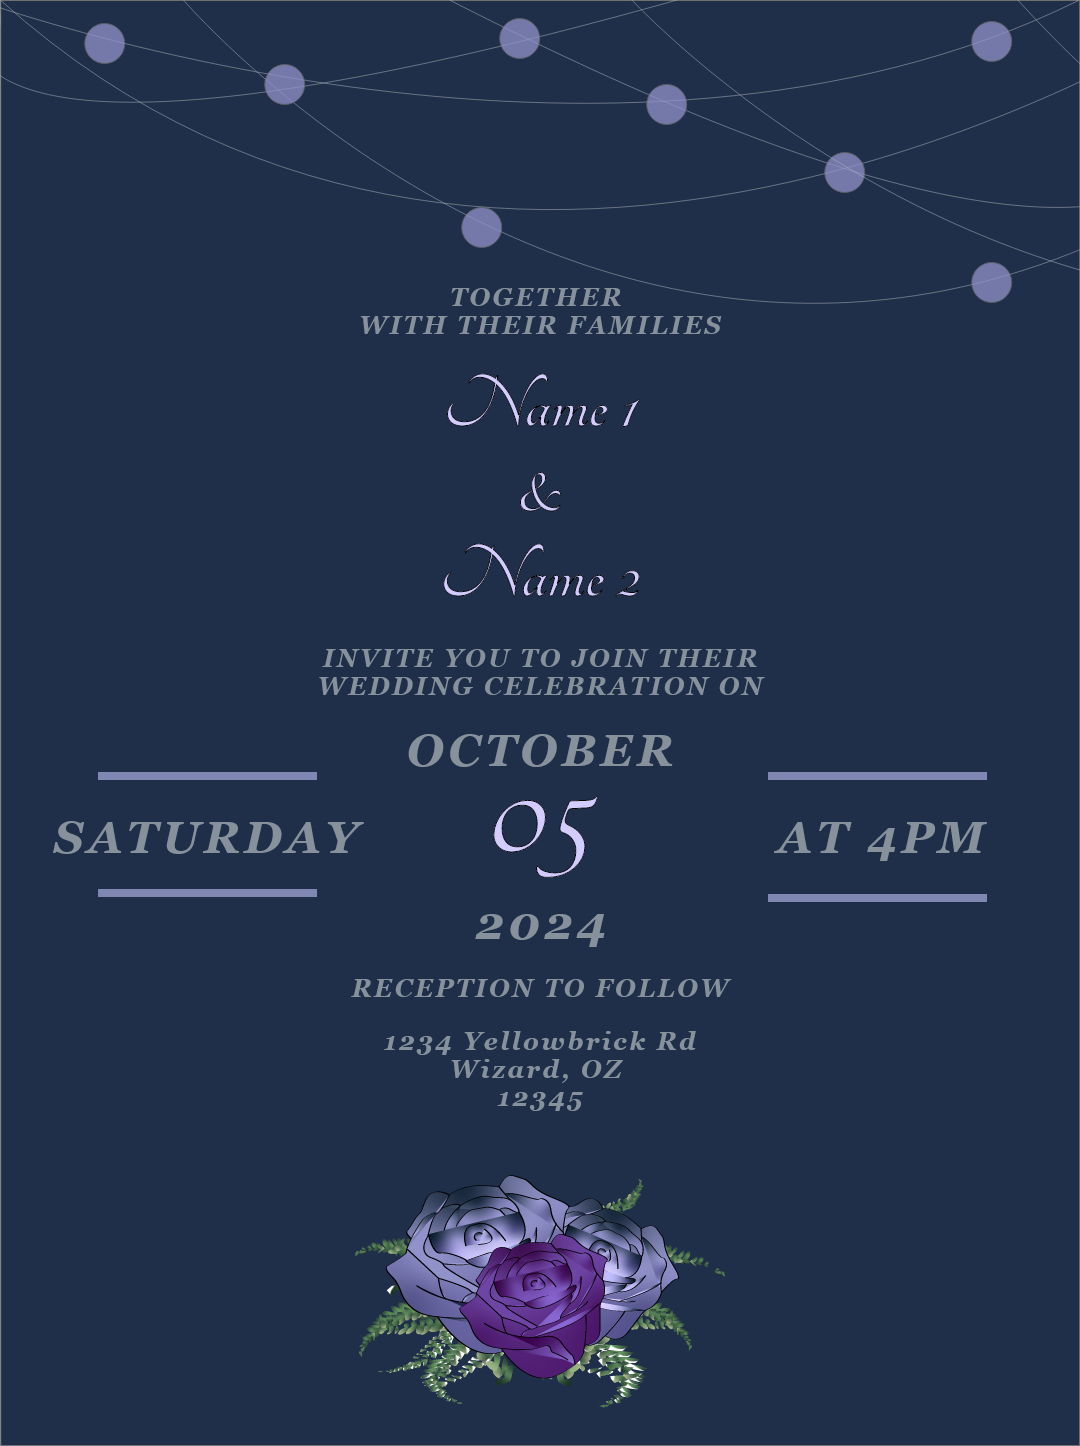 TOGETHER
WITH THEIR FAMILIES
Name 1
&
Name 2
INVITE YOU TO JOIN THEIR
WEDDING CELEBRATION ON
OCTOBER
SATURDAY
05
AT 4PM
2024
RECEPTION TO FOLLOW
1234 Yellowbrick Rd
Wizard, OZ
12345